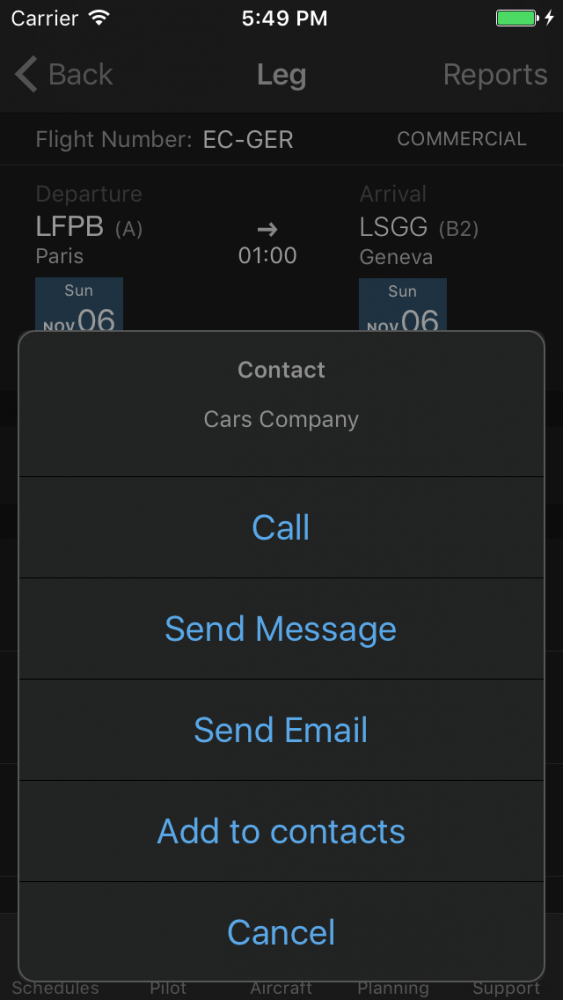 Carrier 5:49 PM
Back Leg Reports
Flight Number: EC-GER COMMERCIAL
Departure Arrival
LFPB (A) → LSGG (B2)
Paris 01:00 Geneva
Sun Sun
NOV 06 NOV 06
Contact
Cars Company
Call
Send Message
Send Email
Add to contacts
Cancel
Schedules Pilot Aircraft Planning Support